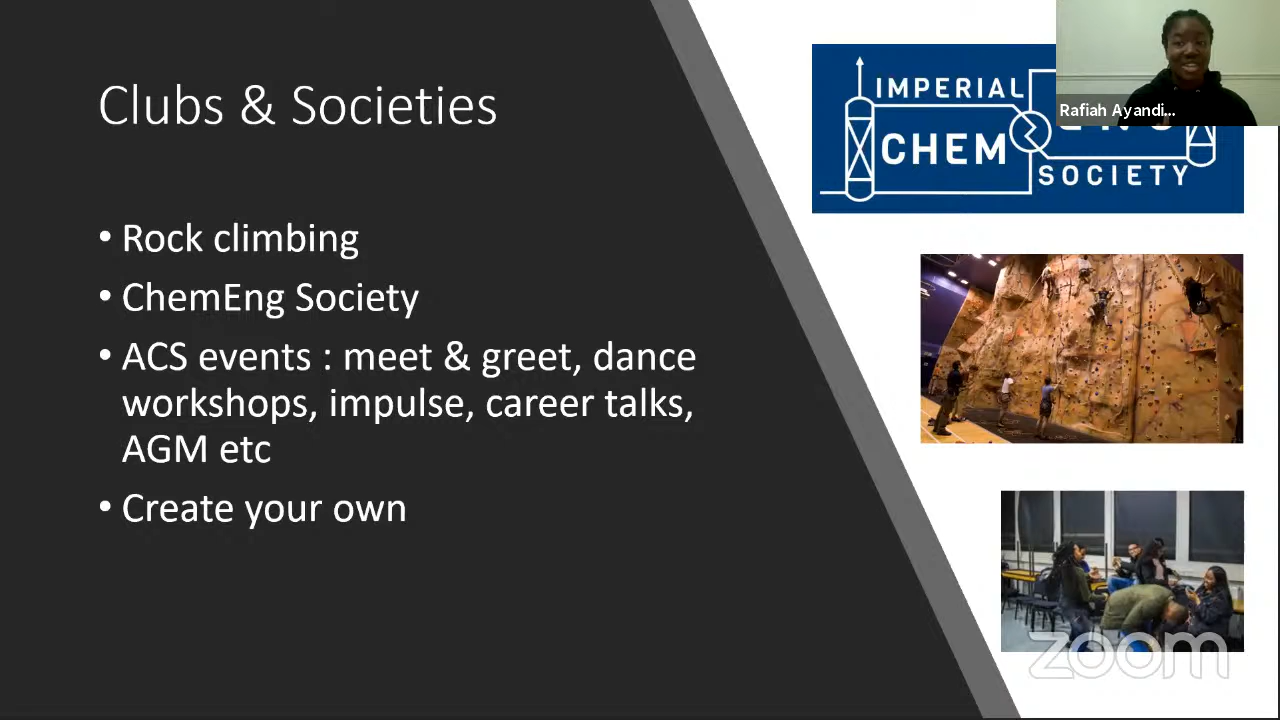 Clubs & Societies
• Rock climbing
• ChemEng Society
• ACS events : meet & greet, dance
workshops, impulse, career talks,
AGM etc
• Create your own
IMPERIAL
CHEM
SOCIETY
Rafiah Ayandi...
zoom